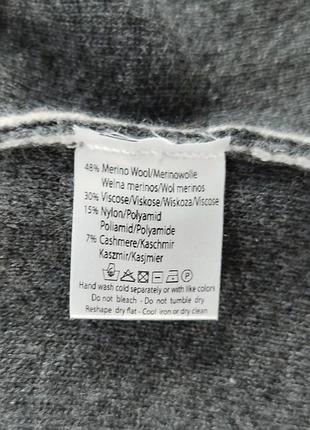 48% Merino Wool/Merinowolle
Wełna merinos/Wol merinos
30% Viscose/Viskose/Wiskoza/Viscose
15% Nylon/Polyamid
Poliamid/Polyamide
7% Cashmere/Kaschmir
Kaszmir/Kasjmier
P
Hand wash cold separately or with like colors
Do not bleach - Do not tumble dry
Reshape dry flat - Cool iron or dry clean